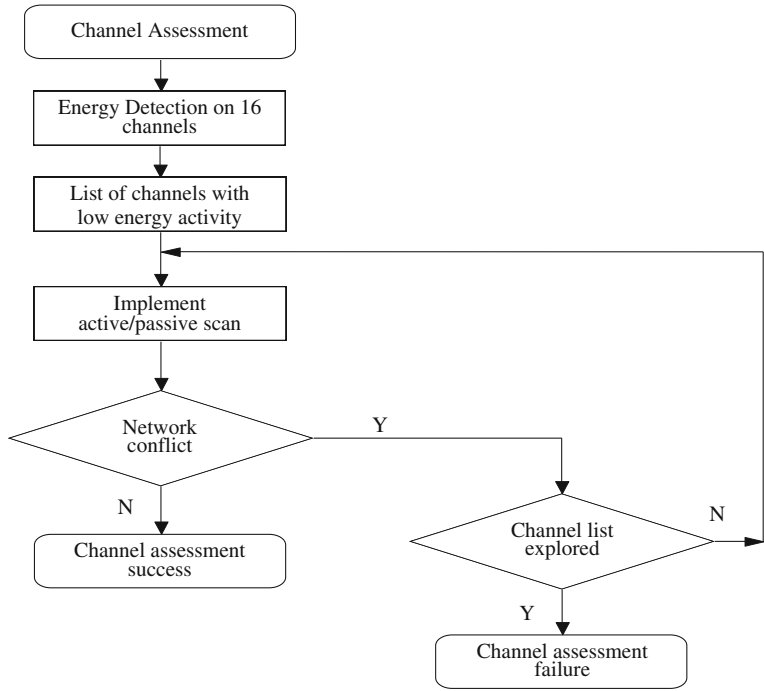 Channel Assessment
Energy Detection on 16
channels
List of channels with
low energy activity
Implement
active/passive scan
Network
conflict
Y
N
Channel assessment
success
Channel list
explored
N
Y
Channel assessment
failure